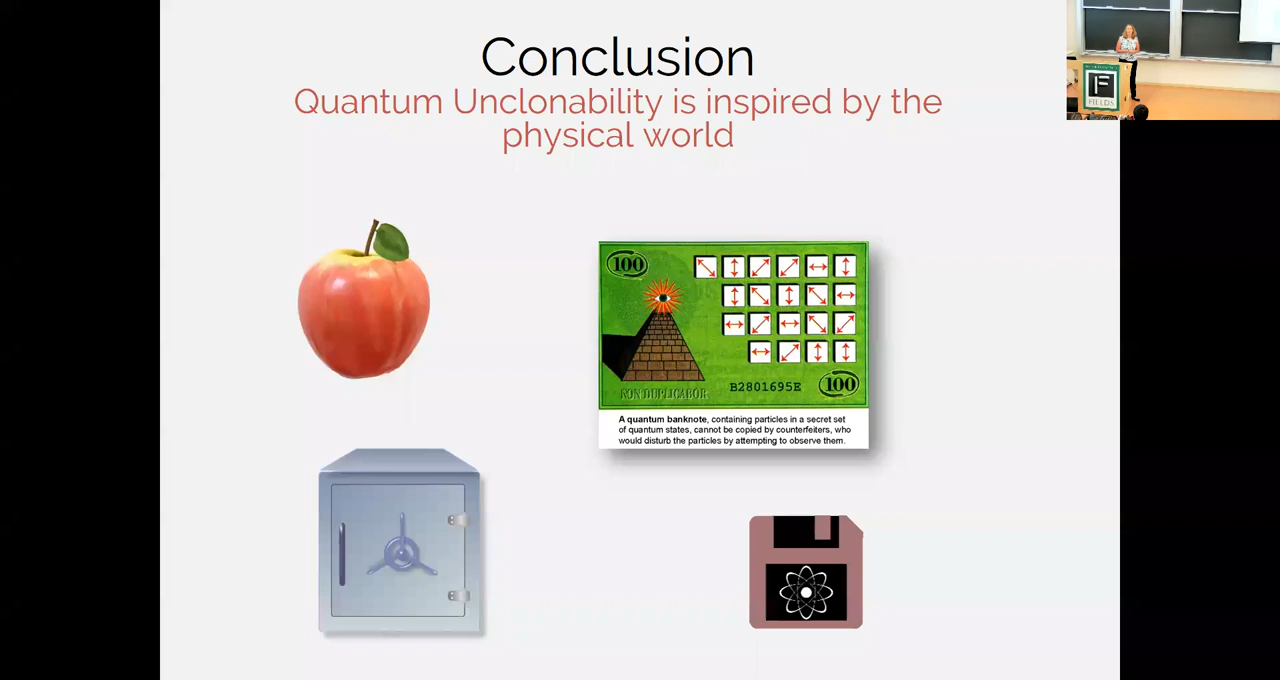 Conclusion
Quantum Unclonability is inspired by the
physical world
100
B2801695E
100
NON DUPLICABOR
A quantum banknote, containing particles in a secret set
of quantum states, cannot be copied by counterfeiters, who
would disturb the particles by attempting to observe them.
F
FIELDS